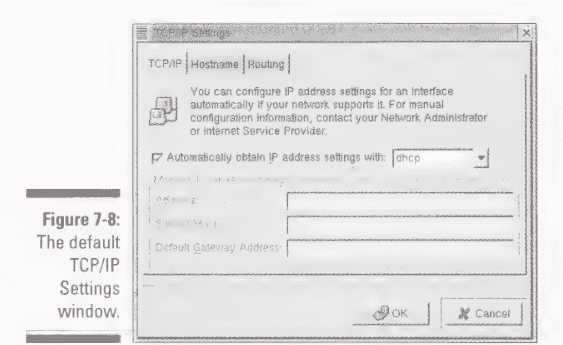 TCP/IP Settings
TCP/IP Hostname Routing
You can configure IP address settings for an interface
automatically if your network supports it. For manual
configuration information, contact your Network Administrator
or Internet Service Provider.
Automatically obtain IP address settings with: dhcp
Address:
Default Gateway Address:
OK Cancel
Figure 7-8:
The default
TCP/IP
Settings
window.